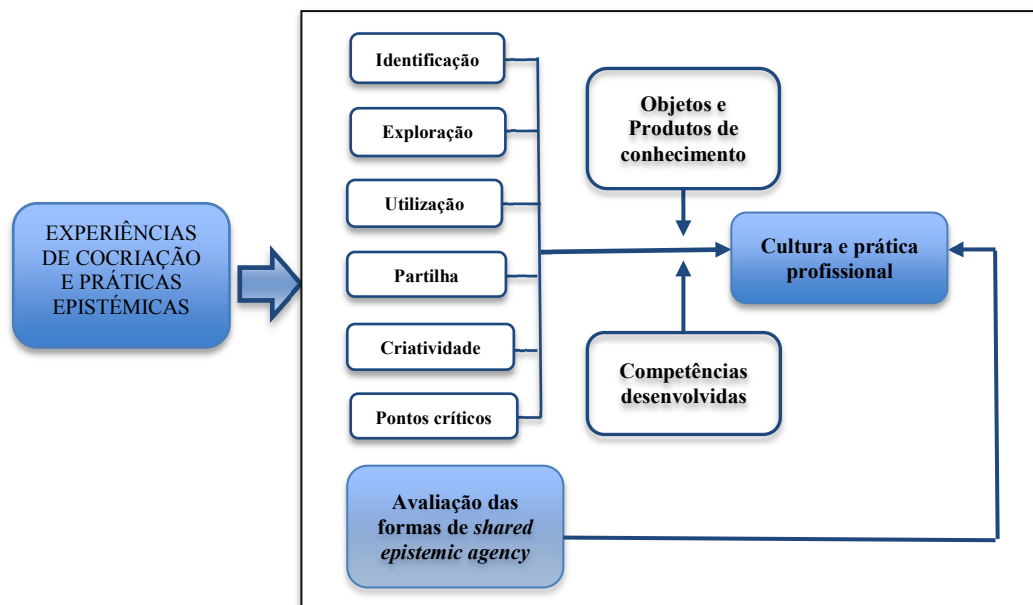 EXPERIÊNCIAS
DE COCRIAÇÃO
E PRÁTICAS
EPISTÉMICAS
Identificação
Exploração
Utilização
Partilha
Criatividade
Pontos críticos
Objetos e
Produtos de
conhecimento
Cultura e prática
profissional
Competências
desenvolvidas
Avaliação das
formas de shared
epistemic agency